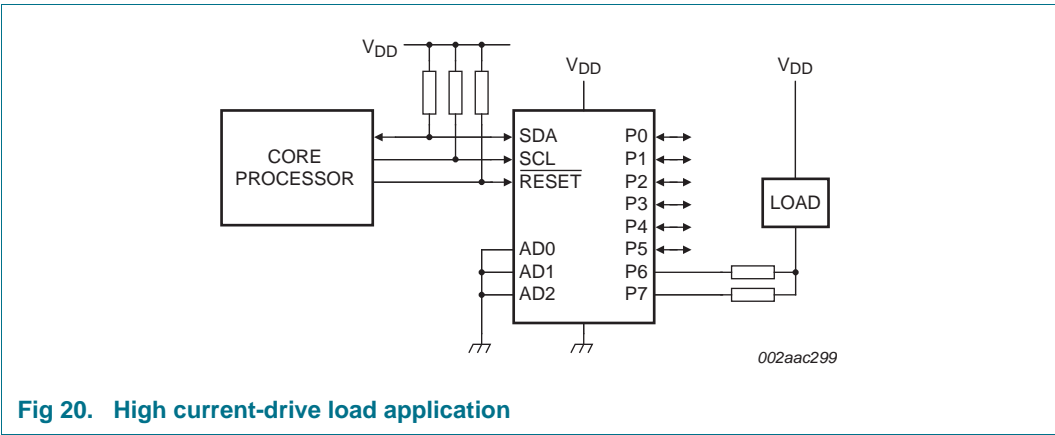 VDD
VDD
VDD
CORE
PROCESSOR
SDA
SCL
RESET
AD0
AD1
AD2
P0
P1
P2
P3
P4
P5
P6
P7
LOAD
002aac299
Fig 20. High current-drive load application